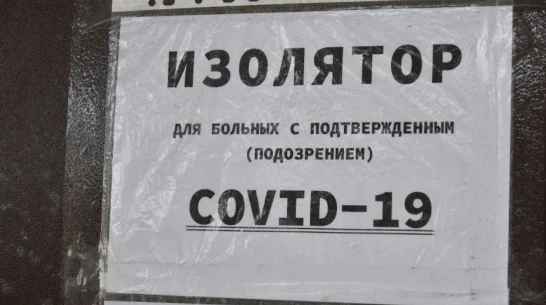 ИЗОЛЯТОР
ДЛЯ БОЛЬНЫХ С ПОДТВЕРЖДЕННЫМ
(ПОДОЗРЕНИЕМ)
COVID-19